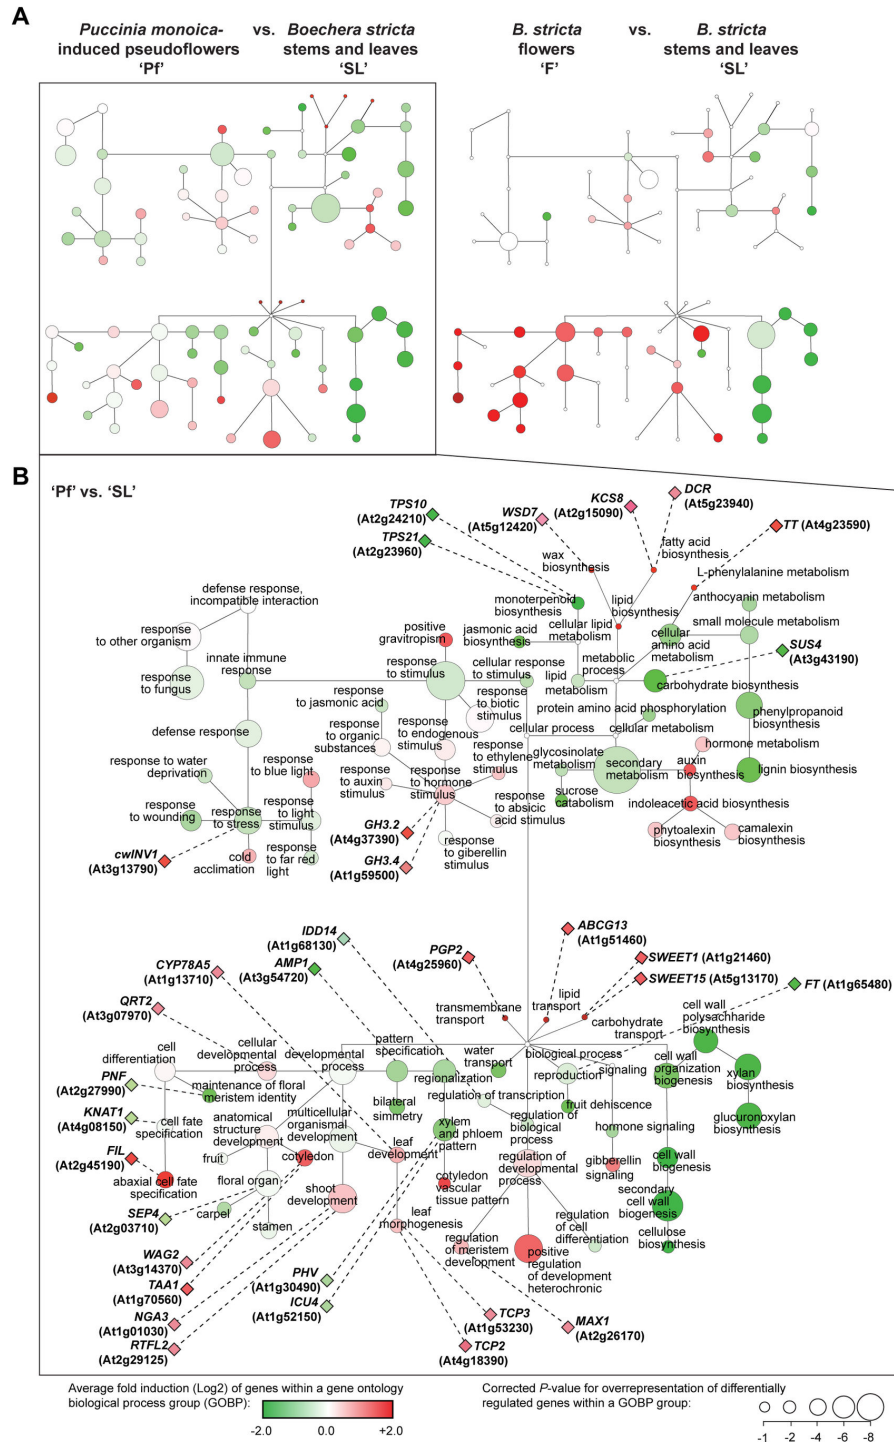 A
Puccinia monoica-
induced pseudoflowers
'Pf'
vs.
Boechera stricta
stems and leaves
'SL'
B. stricta
flowers
'F'
vs.
B. stricta
stems and leaves
'SL'
B
'Pf' vs. 'SL'
TPS10
(At2g24210)
TPS21
(At2g23960)
WSD7
(At5g12420)
KCS8
(At2g15090)
DCR
(At5g23940)
TT (At4g23590)
wax
biosynthesis
fatty acid
biosynthesis
L-phenylalanine metabolism
defense response,
incompatible interaction
monoterpenoid
biosynthesis
lipid
biosynthesis
anthocyanin metabolism
response
to other organism
positive
gravitropism
jasmonic acid
biosynthesis
cellular lipid
metabolism
cellular
amino acid
metabolism
small molecule metabolism
SUS4
(At3g43190)
response
to fungus
innate immune
response
response
to stimulus
cellular response
to stimulus
lipid
metabolism
metabolic
process
carbohydrate biosynthesis
response
to jasmonic acid
response
to biotic
stimulus
protein amino acid phosphorylation
phenylpropanoid
biosynthesis
defense response
response
to organic
substances
response
to endogenous
stimulus
cellular process
cellular metabolism
hormone metabolism
response to water
deprivation
response
to blue light
response
to auxin
stimulus
response
to hormone
stimulus
response
to ethylene
stimulus
glycosinolate
metabolism
secondary
metabolism
auxin
biosynthesis
lignin biosynthesis
response
to wounding
response
to stress
response
to light
stimulus
response
to absicic
acid stimulus
sucrose
catabolism
indoleacetic acid biosynthesis
cwINV1
(At3g13790)
cold
acclimation
response
to far red
light
GH3.2
(At4g37390)
GH3.4
(At1g59500)
response
to giberellin
stimulus
phytoalexin
biosynthesis
camalexin
biosynthesis
IDD14
(At1g68130)
ABCG13
(At1g51460)
CYP78A5
(At1g13710)
AMP1
(At3g54720)
PGP2
(At4g25960)
SWEET1 (At1g21460)
SWEET15 (At5g13170)
FT (At1g65480)
QRT2
(At3g07970)
transmembrane
transport
lipid
transport
carbohydrate
transport
cell wall
polysaccharide
biosynthesis
cell
differentiation
cellular
developmental
process
developmental
process
pattern
specification
regionalization
water
transport
biological process
reproduction
signaling
cell wall
organization
biogenesis
xylan
biosynthesis
PNF
(At2g27990)
maintenance of floral
meristem identity
bilateral
simmetry
regulation of transcription
fruit dehiscence
KNAT1
(At4g08150)
cell fate
specification
anatomical
structure
development
multicellular
organismal
development
xylem
and phloem
pattern
regulation of
biological
process
hormone signaling
glucuronoxylan
biosynthesis
FIL
(At2g45190)
fruit
cotyledon
leaf
development
regulation of
developmental
process
gibberellin
signaling
cell wall
biogenesis
abaxial cell fate
specification
floral organ
shoot
development
cotyledon
vascular
tissue pattern
secondary
cell wall
biogenesis
SEP4
(At2g03710)
carpel
stamen
leaf
morphogenesis
regulation
of cell
differentiation
cellulose
biosynthesis
WAG2
(At3g14370)
PHV
(At1g30490)
regulation
of meristem
development
positive
regulation
of development
heterochronic
TAA1
(At1g70560)
ICU4
(At1g52150)
NGA3
(At1g01030)
TCP3
(At1g53230)
MAX1
(At2g26170)
RTFL2
(At2g29125)
TCP2
(At4g18390)
Average fold induction (Log2) of genes within a gene ontology
biological process group (GOBP):
-2.0 0.0 +2.0
Corrected P-value for overrepresentation of differentially
regulated genes within a GOBP group:
-1 -2 -4 -6 -8